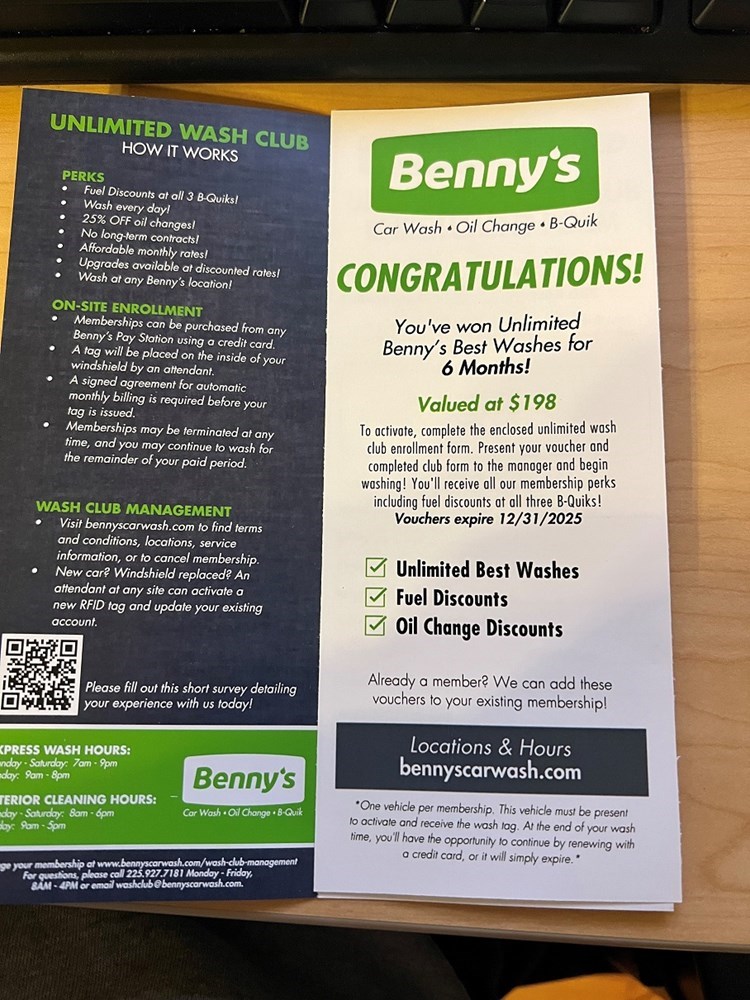 UNLIMITED WASH CLUB
HOW IT WORKS
PERKS
• Fuel Discounts at all 3 B-Quiks!
• Wash every day!
• 25% OFF oil changes!
• No long-term contracts!
• Affordable monthly rates!
• Upgrades available at discounted rates!
• Wash at any Benny's location!
ON-SITE ENROLLMENT
• Memberships can be purchased from any
Benny's Pay Station using a credit card.
• A tag will be placed on the inside of your
windshield by an attendant.
• A signed agreement for automatic
monthly billing is required before your
tag is issued.
• Memberships may be terminated at any
time, and you may continue to wash for
the remainder of your paid period.
WASH CLUB MANAGEMENT
• Visit bennyscarwash.com to find terms
and conditions, locations, service
information, or to cancel membership.
• New car? Windshield replaced? An
attendant at any site can activate a
new RFID tag and update your existing
account.
Please fill out this short survey detailing
your experience with us today!
XPRESS WASH HOURS:
nday - Saturday: 7am - 9pm
day: 9am - 8pm
TERIOR CLEANING HOURS:
day - Saturday: 8am - 6pm
ay: 9am - 5pm
Benny's
Car Wash • Oil Change • B-Quik
ge your membership at www.bennyscarwash.com/wash-club-management
For questions, please call 225.927.7181 Monday - Friday,
8AM - 4PM or email washclub@bennyscarwash.com.
Benny's
Car Wash • Oil Change • B-Quik
CONGRATULATIONS!
You've won Unlimited
Benny's Best Washes for
6 Months!
Valued at $198
To activate, complete the enclosed unlimited wash
club enrollment form. Present your voucher and
completed club form to the manager and begin
washing! You'll receive all our membership perks
including fuel discounts at all three B-Quiks!
Vouchers expire 12/31/2025
Unlimited Best Washes
Fuel Discounts
Oil Change Discounts
Already a member? We can add these
vouchers to your existing membership!
Locations & Hours
bennyscarwash.com
*One vehicle per membership. This vehicle must be present
to activate and receive the wash tag. At the end of your wash
time, you'll have the opportunity to continue by renewing with
a credit card, or it will simply expire.*